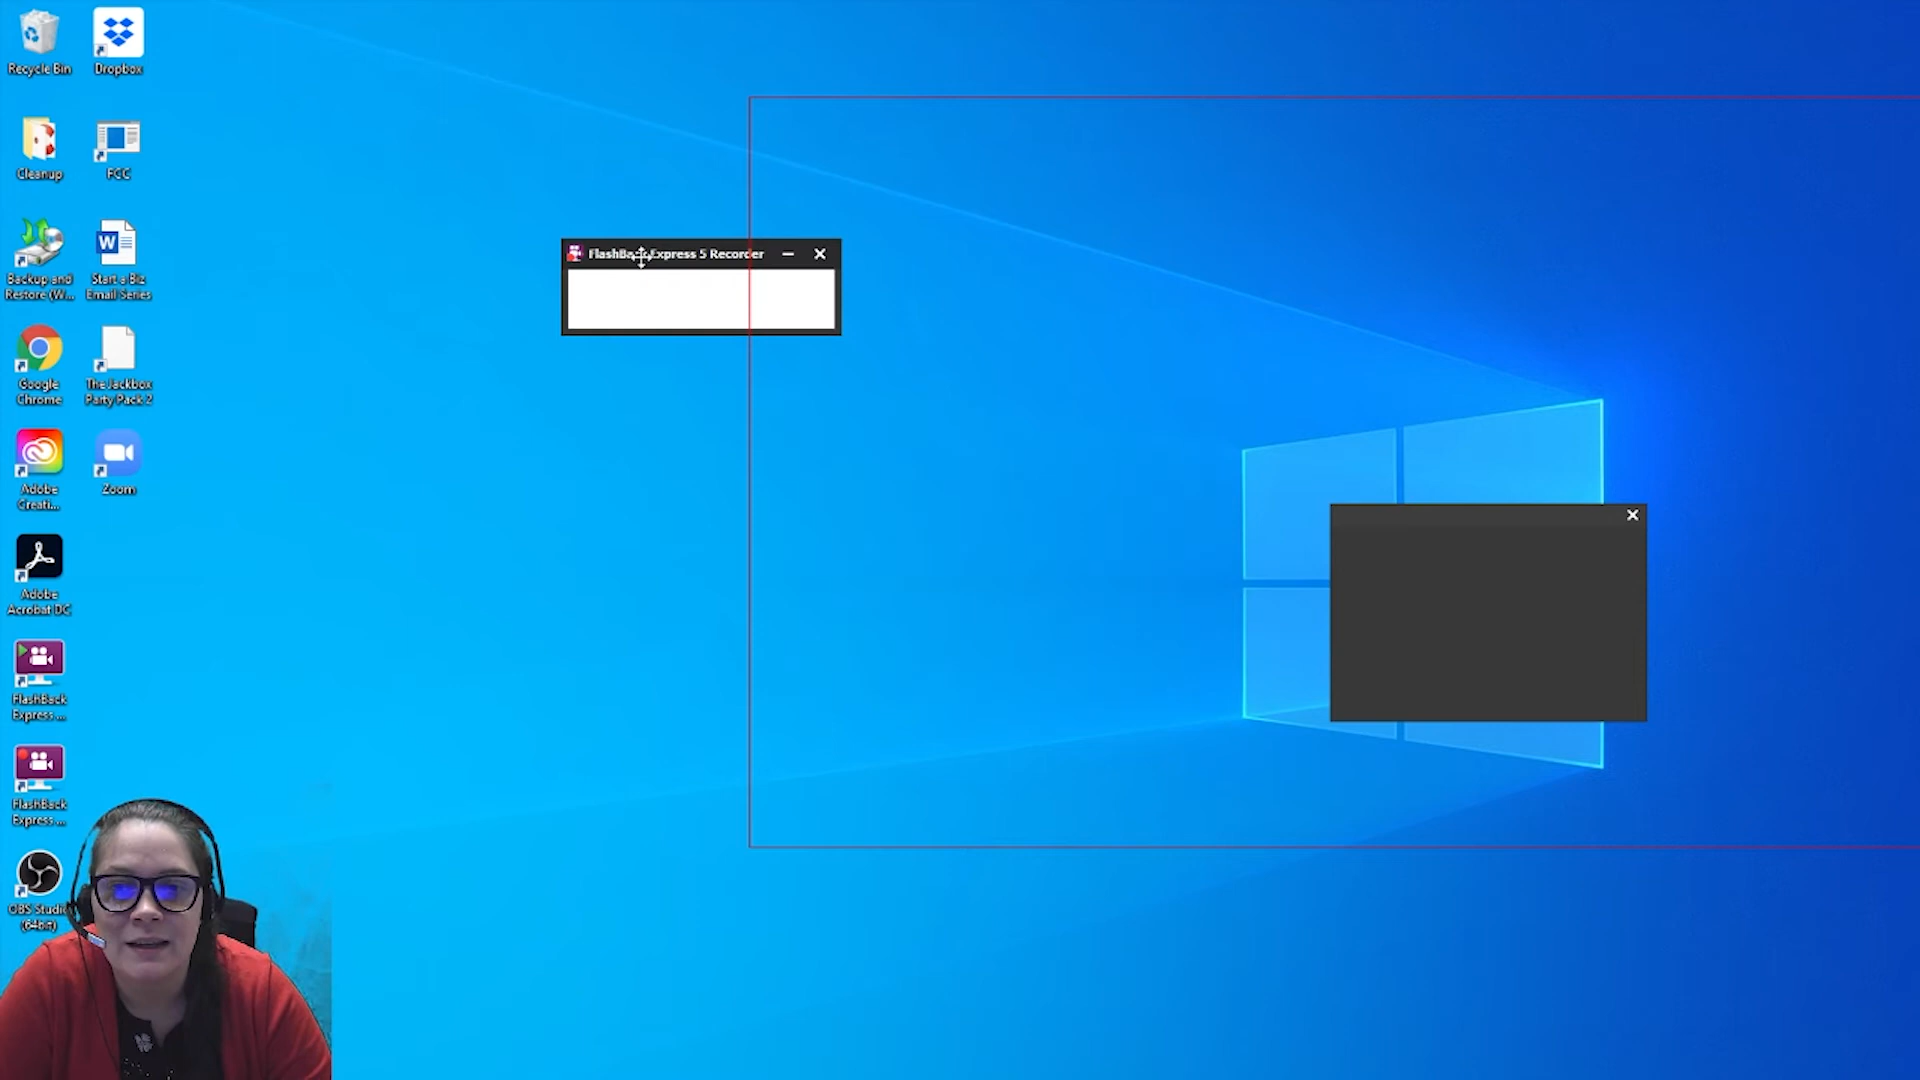 Recycle Bin
Dropbox
Cleanup
FCC
Backup and
Restore (W...
Start a Biz
Email Series
Google
Chrome
The Jackbox
Party Pack 2
Adobe
Creati...
Zoom
Adobe
Acrobat DC
FlashBack
Express ...
FlashBack
Express ...
OBS Studio
(64bit)
FlashBack Express 5 Recorder
W